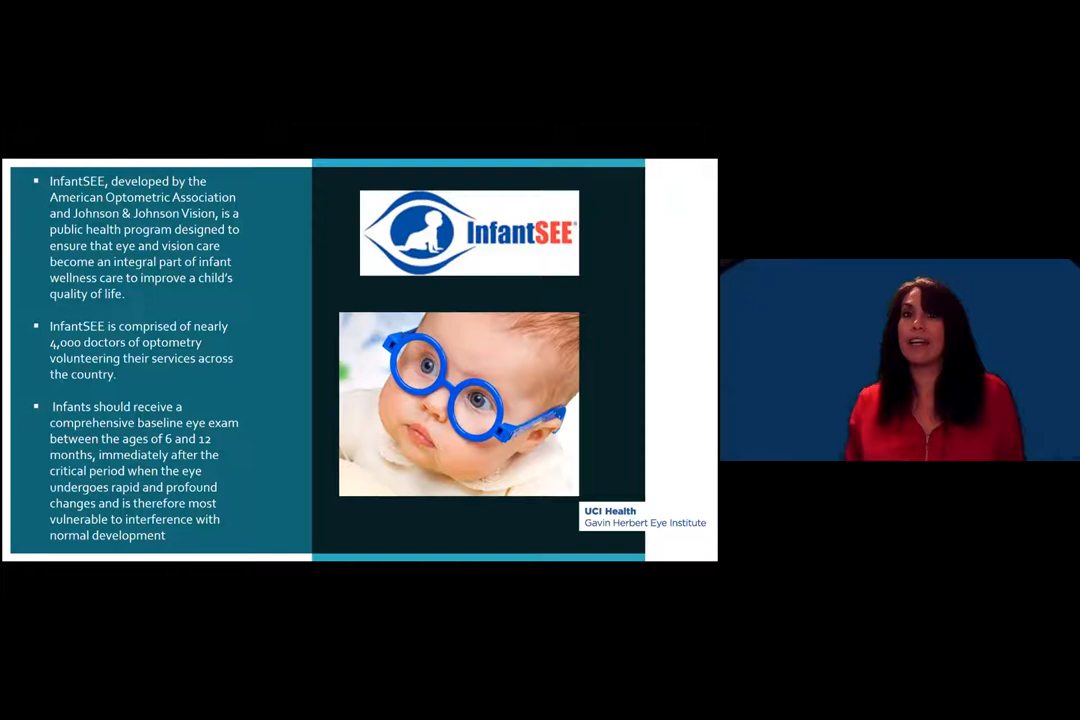 InfantSEE, developed by the
American Optometric Association
and Johnson & Johnson Vision, is a
public health program designed to
ensure that eye and vision care
become an integral part of infant
wellness care to improve a child's
quality of life.
InfantSEE is comprised of nearly
4,000 doctors of optometry
volunteering their services across
the country.
Infants should receive a
comprehensive baseline eye exam
between the ages of 6 and 12
months, immediately after the
critical period when the eye
undergoes rapid and profound
changes and is therefore most
vulnerable to interference with
normal development
InfantSEE®
UCI Health
Gavin Herbert Eye Institute